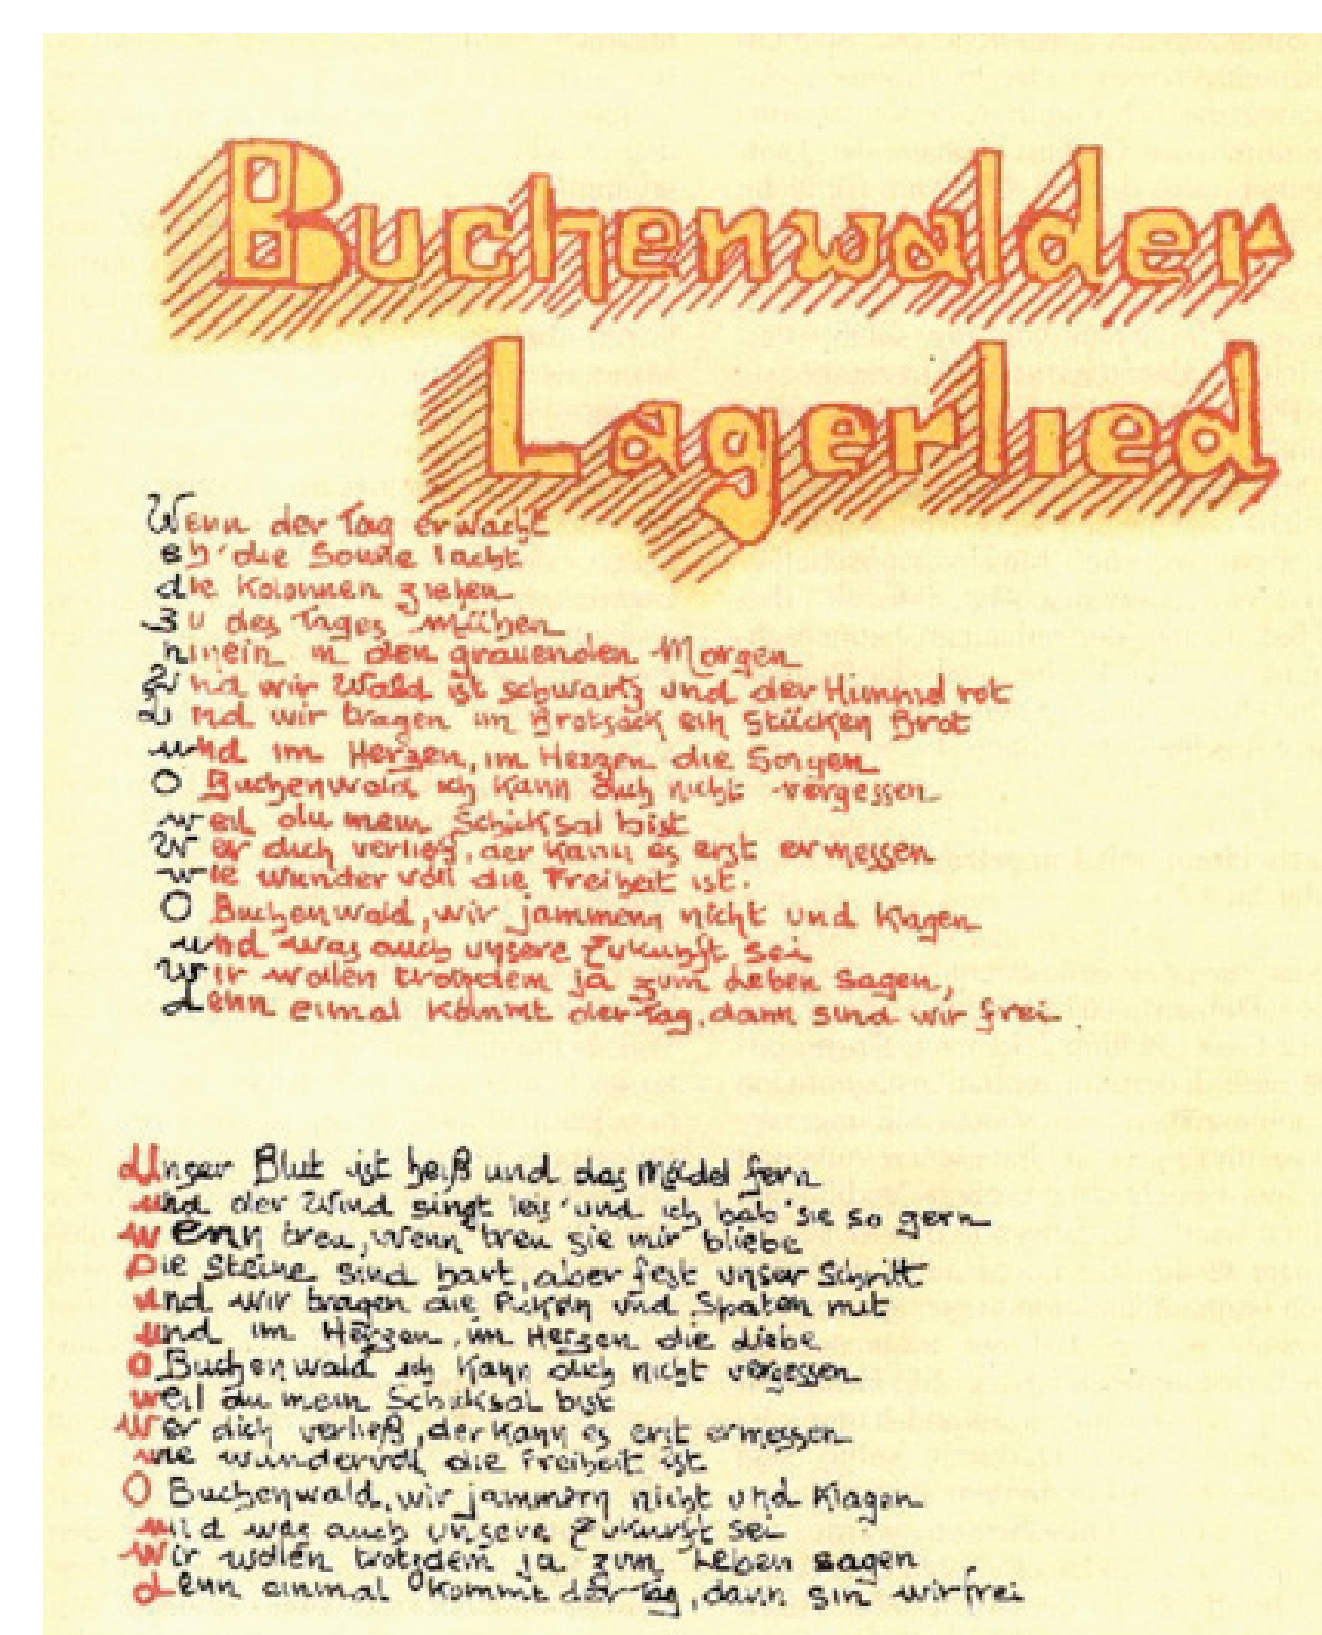 Buchenwalder
Lagerlied
Wenn der Tag erwacht
eh' die Sonne lacht
die Kolonnen ziehen
Zu des Tages Mühen
hinein in den grauenden Morgen
Und wir Wald ist schwartz und der Himmel rot
Und wir tragen im Brotsack ein Stücken Brot
und im Herzen, im Herzen die Sorgen
O Buchenwald ich kann dich nicht vergessen
weil du mein Schicksal bist
Wer dich verließ, der kann es erst ermessen
wie wundervoll die Freiheit ist.
O Buchenwald, wir jammern nicht und klagen
und was auch unsere Zukunft sei
Wir wollen trotzdem ja zum Leben sagen,
denn eimal kommt der Tag, dann sind wir frei
Unser Blut ist heiß und das Mädel fern
und der Wind singt leis' und ich hab' sie so gern
wenn treu, wenn treu sie mir bliebe
Die Steine sind hart, aber fest unser Schritt
und wir tragen die Picken und Spaten mit
und im Herzen, im Herzen die Liebe
O Buchenwald ich kann dich nicht vergessen
weil du mein Schicksal bist
Wer dich verließ, der kann es erst ermessen
wie wundervoll die Freiheit ist
O Buchenwald, wir jammern nicht und klagen
und was auch unsere Zukunft sei
Wir wollen trotzdem ja zum Leben sagen
denn einmal kommt der Tag, dann sin wir frei